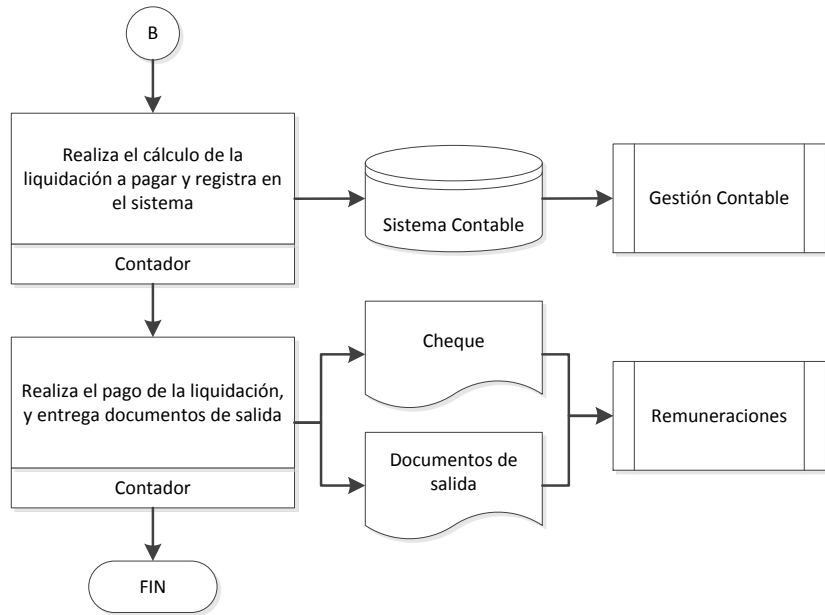 B
Realiza el cálculo de la
liquidación a pagar y registra en
el sistema
Contador
Sistema Contable
Gestión Contable
Realiza el pago de la liquidación,
y entrega documentos de salida
Contador
Cheque
Documentos de
salida
Remuneraciones
FIN